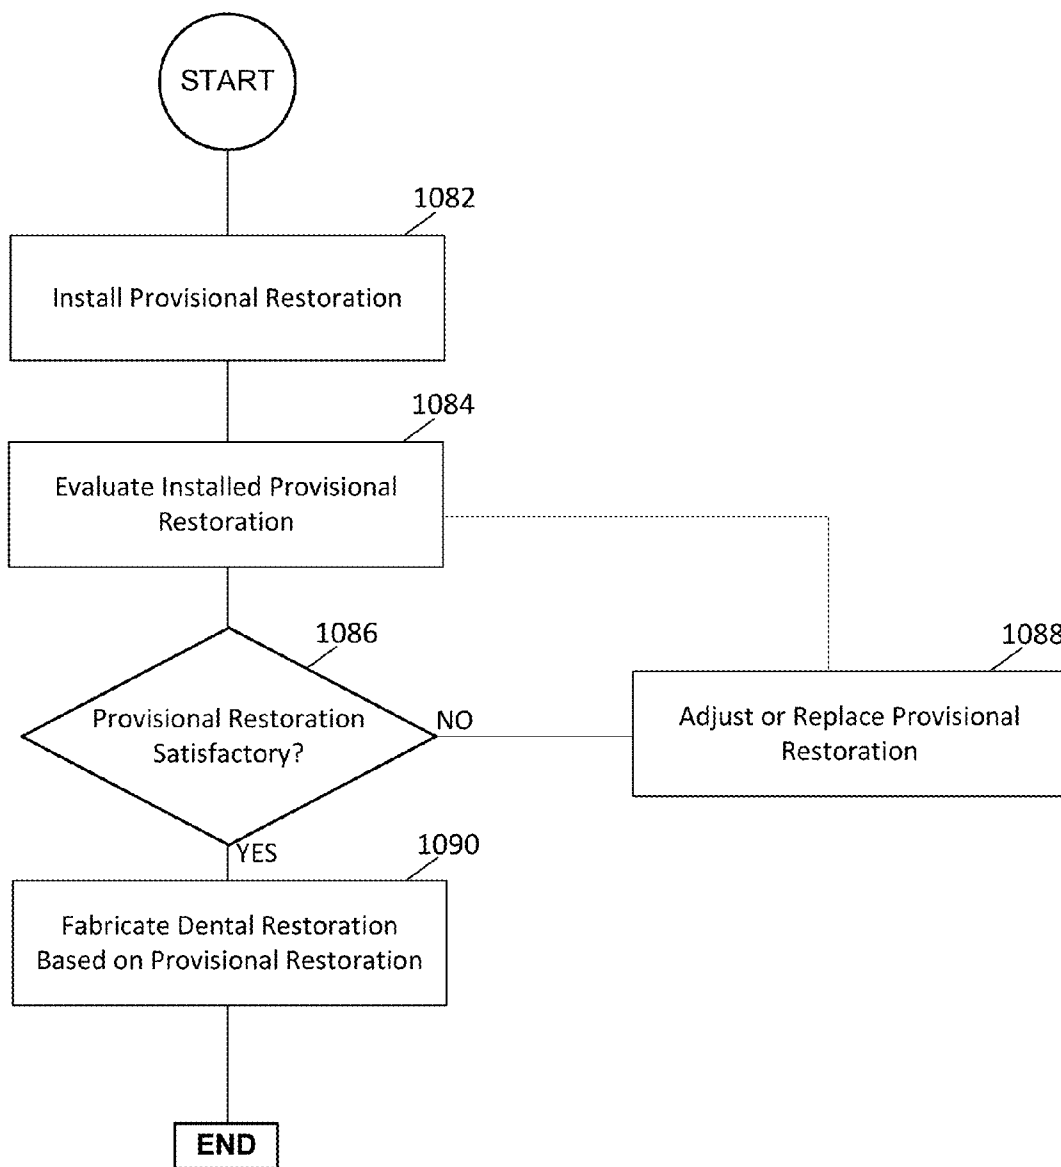 START
1082
Install Provisional Restoration
1084
Evaluate Installed Provisional
Restoration
1086
Provisional Restoration
Satisfactory?
NO
1088
Adjust or Replace Provisional
Restoration
YES
1090
Fabricate Dental Restoration
Based on Provisional Restoration
END